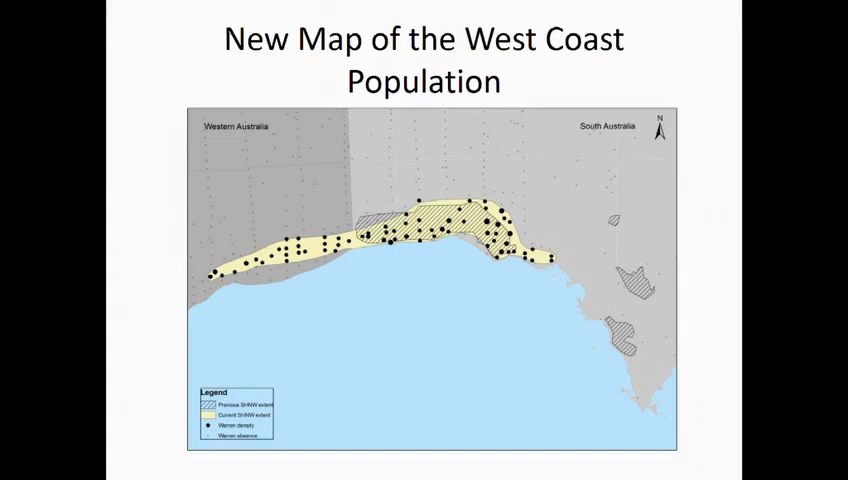 New Map of the West Coast
Population
Western Australia
South Australia
N
Legend
Previous SHNW extent
Current SHNW extent
Warren density
Warren absence